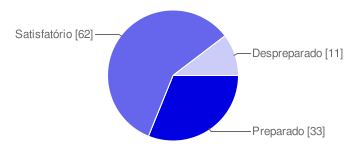 Satisfatório [62]
Despreparado [11]
Preparado [33]